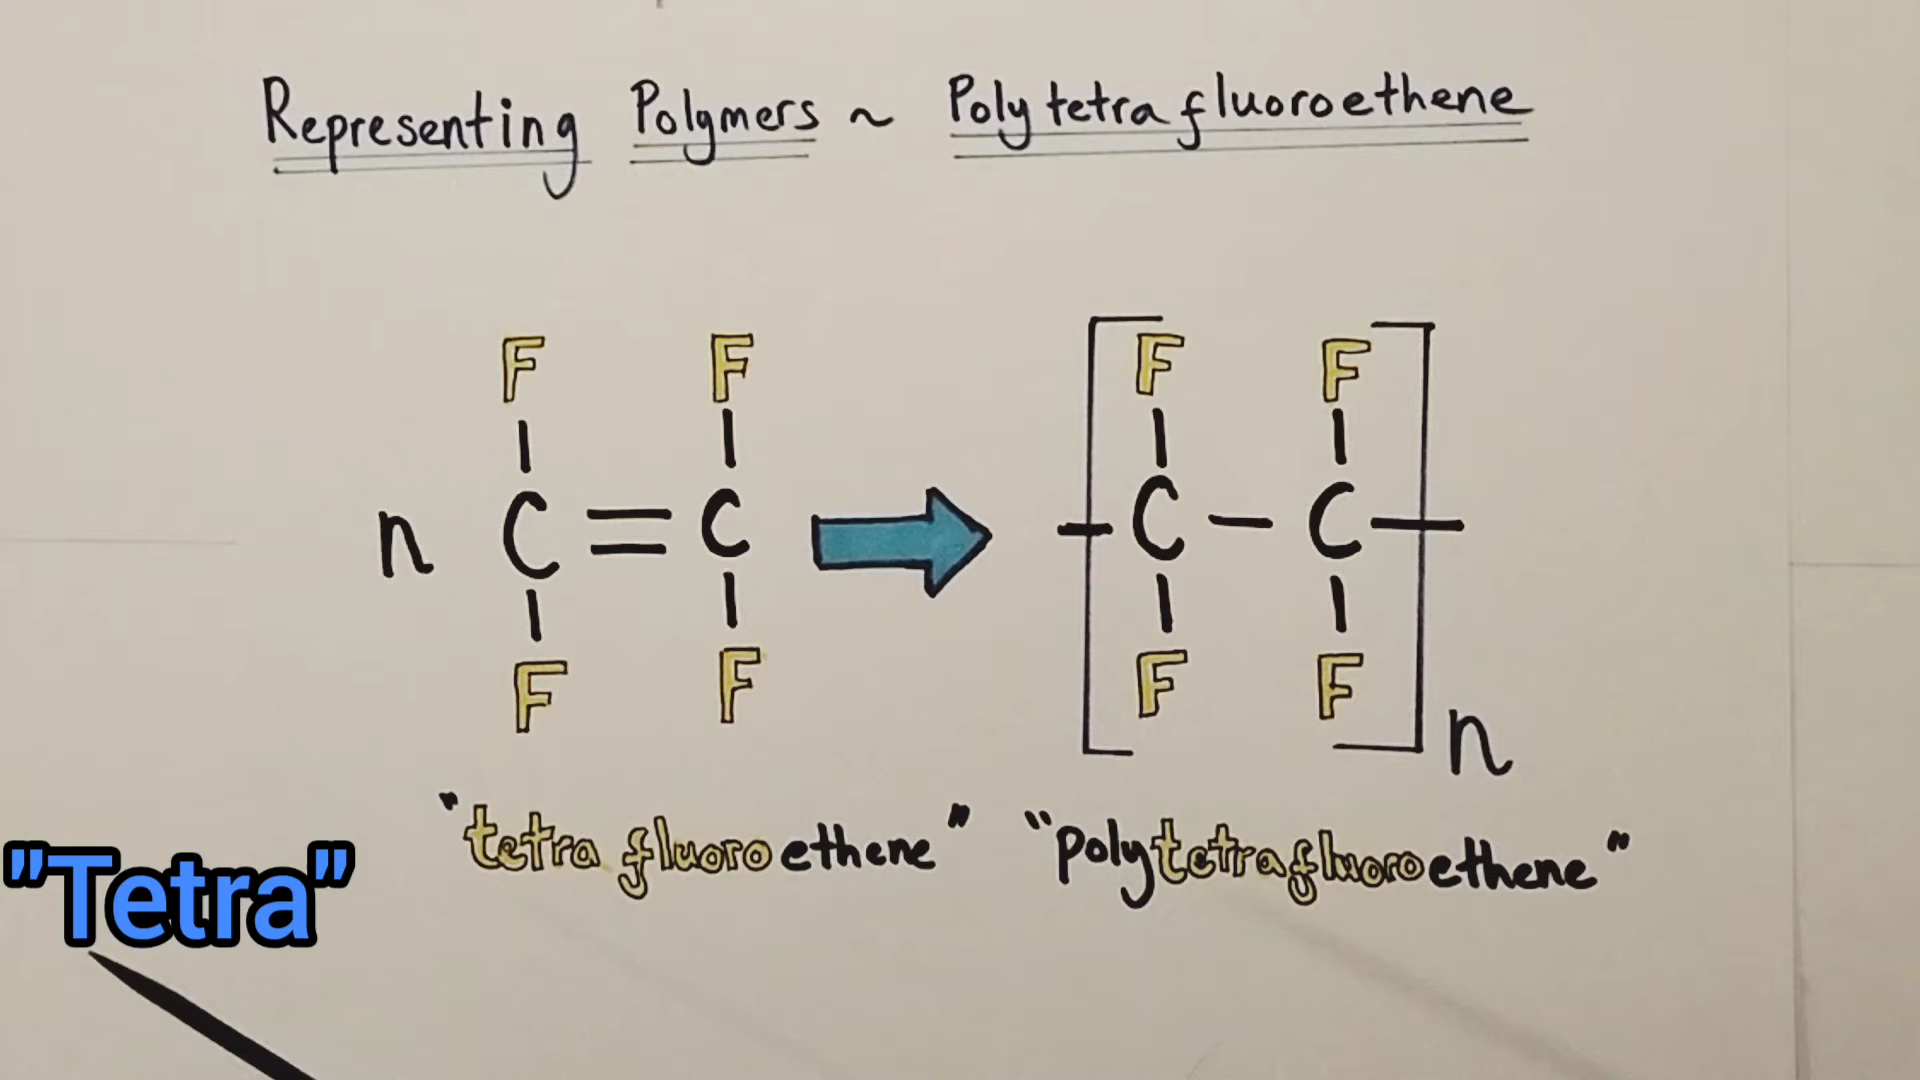 Representing Polymers ~ Polytetrafluoroethene
F F F F
n C = C C - C
F F F F
n
"tetrafluoroethene" "polytetrafluoroethene"
"Tetra"